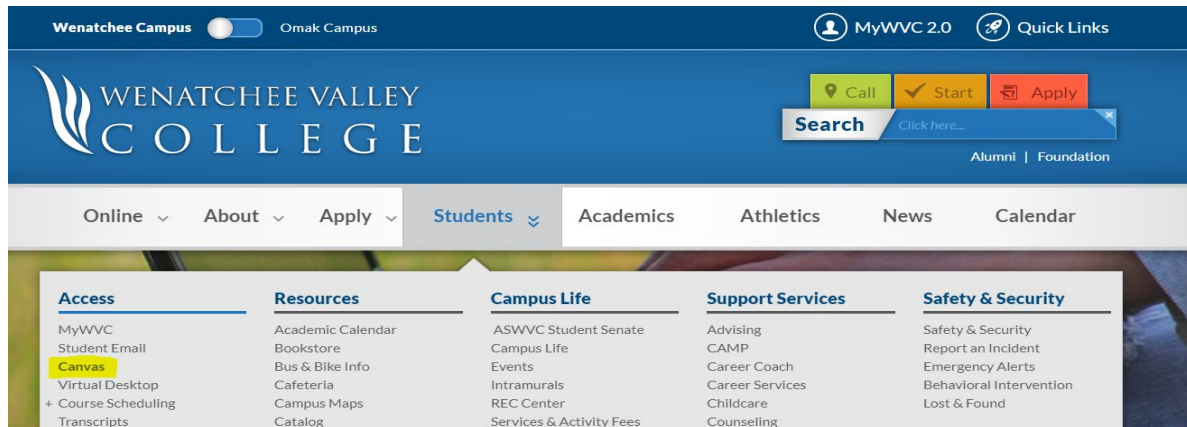 Wenatchee Campus Omak Campus MyWVC 2.0 Quick Links
WENATCHEE VALLEY
COLLEGE
Call Start Apply
Search Click here...
Alumni | Foundation
Online About Apply Students Academics Athletics News Calendar
Access
MyWVC
Student Email
Canvas
Virtual Desktop
+ Course Scheduling
Transcripts
Resources
Academic Calendar
Bookstore
Bus & Bike Info
Cafeteria
Campus Maps
Catalog
Campus Life
ASWVC Student Senate
Campus Life
Events
Intramurals
REC Center
Services & Activity Fees
Support Services
Advising
CAMP
Career Coach
Career Services
Childcare
Counseling
Safety & Security
Safety & Security
Report an Incident
Emergency Alerts
Behavioral Intervention
Lost & Found